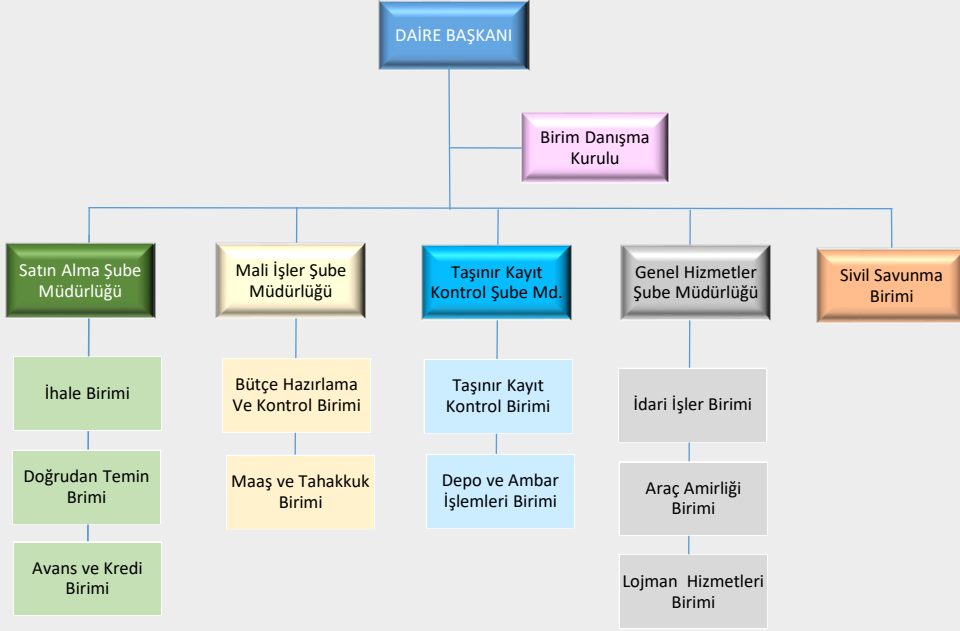 DAİRE BAŞKANI
Birim Danışma
Kurulu
Satın Alma Şube
Müdürlüğü
Mali İşler Şube
Müdürlüğü
Taşınır Kayıt
Kontrol Şube Md.
Genel Hizmetler
Şube Müdürlüğü
Sivil Savunma
Birimi
İhale Birimi
Doğrudan Temin
Brimi
Avans ve Kredi
Birimi
Bütçe Hazırlama
Ve Kontrol Birimi
Maaş ve Tahakkuk
Birimi
Taşınır Kayıt
Kontrol Birimi
Depo ve Ambar
İşlemleri Birimi
İdari İşler Birimi
Araç Amirliği
Birimi
Lojman Hizmetleri
Birimi